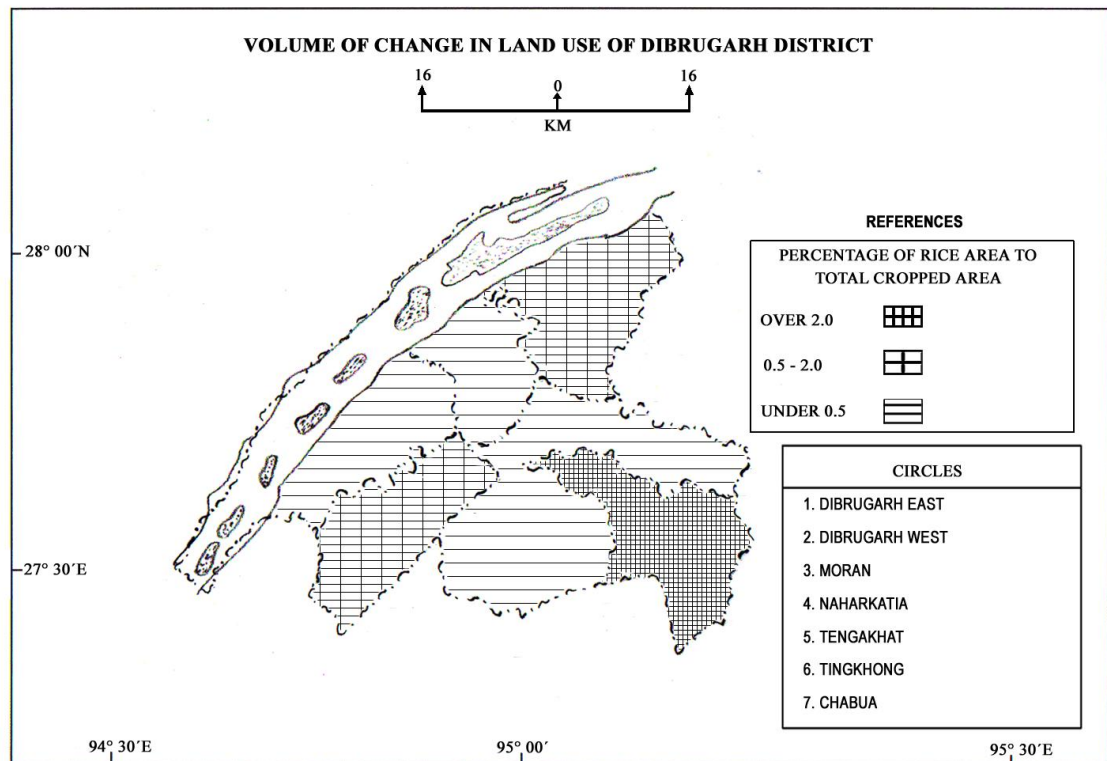 VOLUME OF CHANGE IN LAND USE OF DIBRUGARH DISTRICT
16 0 16
KM
28° 00´N
27° 30´E
94° 30´E
95° 00´
95° 30´E
REFERENCES
PERCENTAGE OF RICE AREA TO
TOTAL CROPPED AREA
OVER 2.0
0.5 - 2.0
UNDER 0.5
CIRCLES
1. DIBRUGARH EAST
2. DIBRUGARH WEST
3. MORAN
4. NAHARKATIA
5. TENGAKHAT
6. TINGKHONG
7. CHABUA